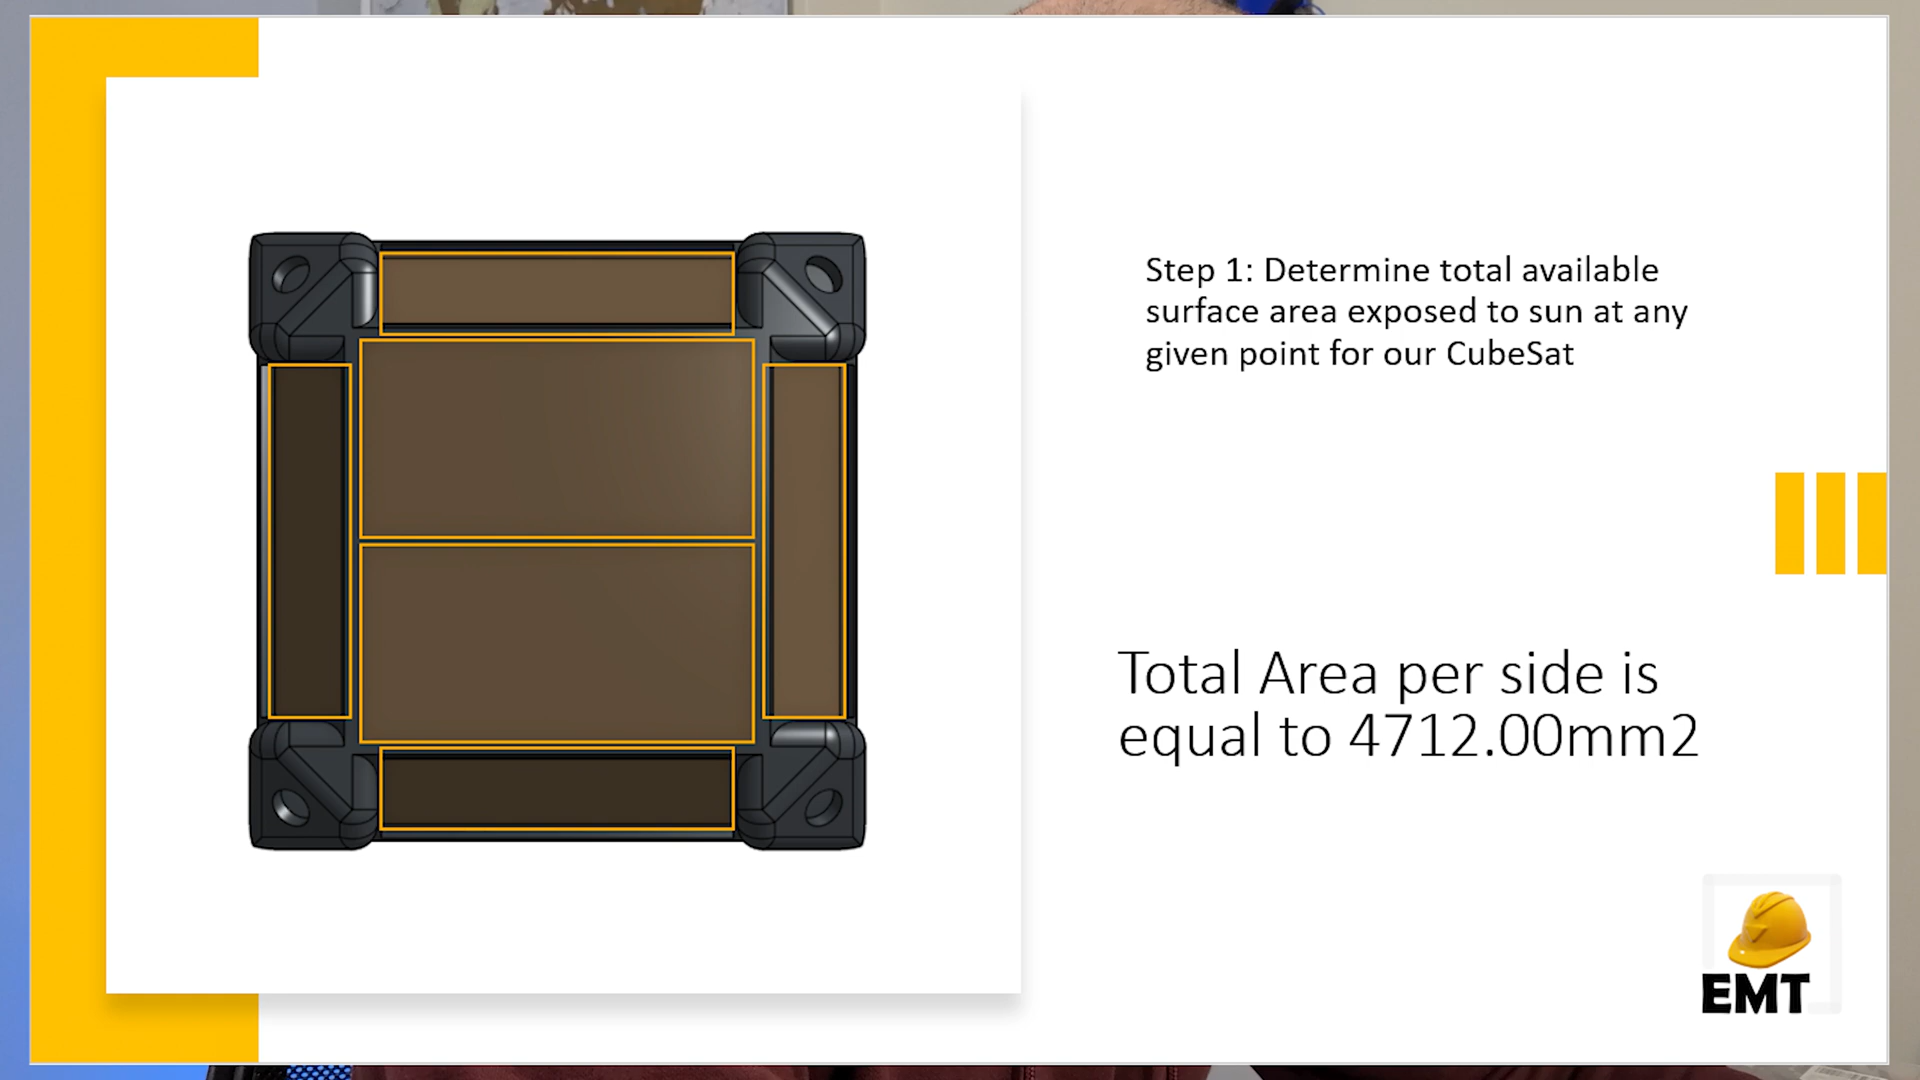 Step 1: Determine total available
surface area exposed to sun at any
given point for our CubeSat
Total Area per side is
equal to 4712.00mm2
EMT